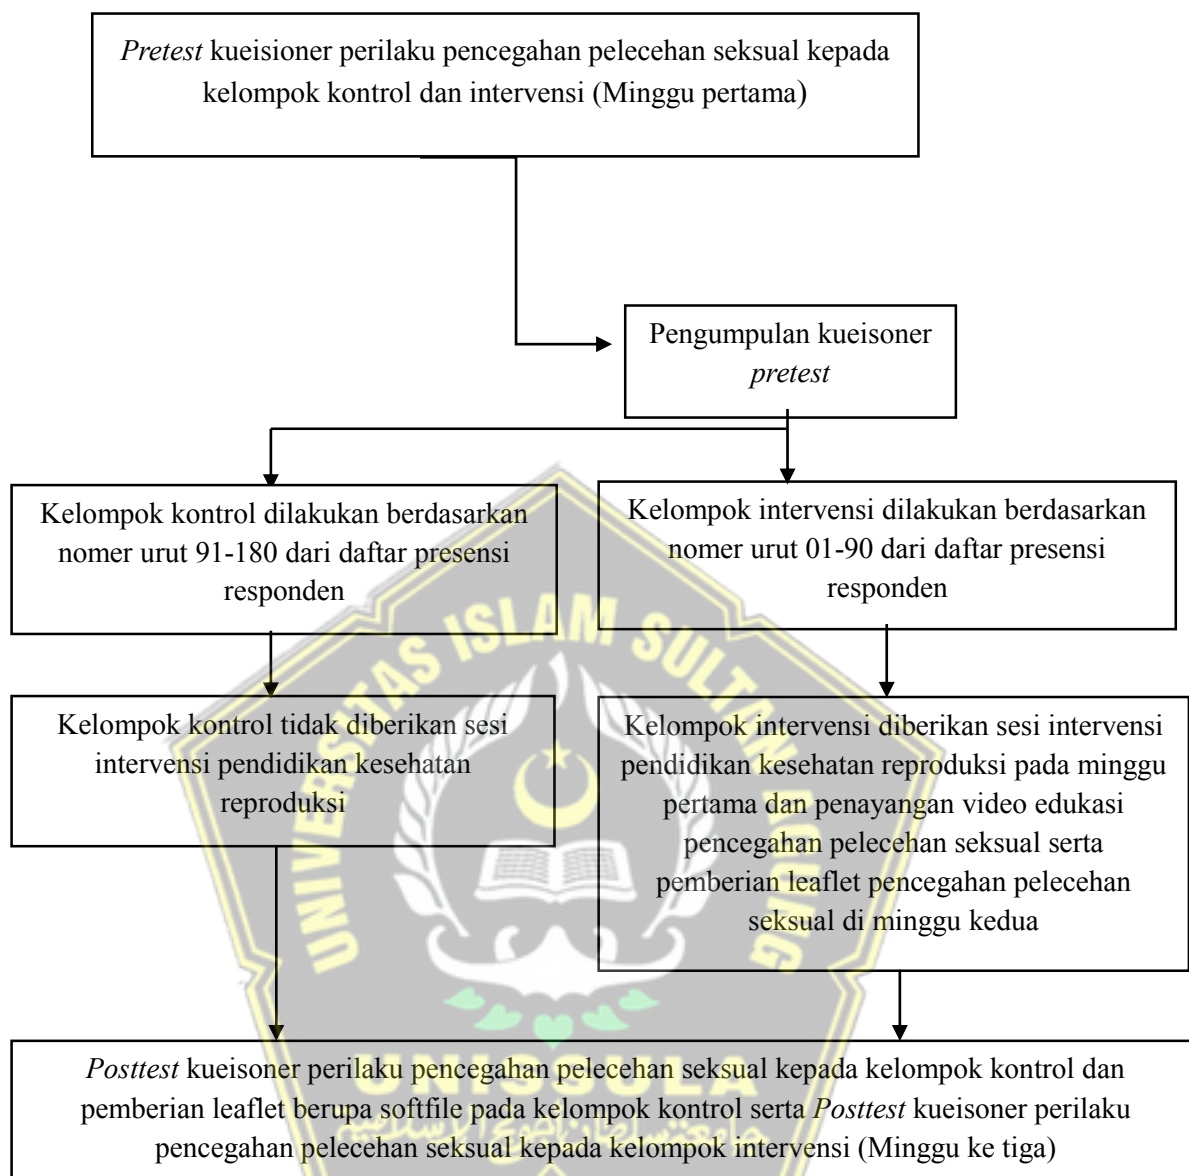 Pretest kueisioner perilaku pencegahan pelecehan seksual kepada
kelompok kontrol dan intervensi (Minggu pertama)
Pengumpulan kueisoner
pretest
Kelompok kontrol dilakukan berdasarkan
nomer urut 91-180 dari daftar presensi
responden
Kelompok intervensi dilakukan berdasarkan
nomer urut 01-90 dari daftar presensi
responden
Kelompok kontrol tidak diberikan sesi
intervensi pendidikan kesehatan
reproduksi
Kelompok intervensi diberikan sesi intervensi
pendidikan kesehatan reproduksi pada minggu
pertama dan penayangan video edukasi
pencegahan pelecehan seksual serta
pemberian leaflet pencegahan pelecehan
seksual di minggu kedua
Posttest kueisoner perilaku pencegahan pelecehan seksual kepada kelompok kontrol dan
pemberian leaflet berupa softfile pada kelompok kontrol serta Posttest kueisoner perilaku
pencegahan pelecehan seksual kepada kelompok intervensi (Minggu ke tiga)
UNIVERSITAS ISLAM SULTAN AGUNG
UNISSULA